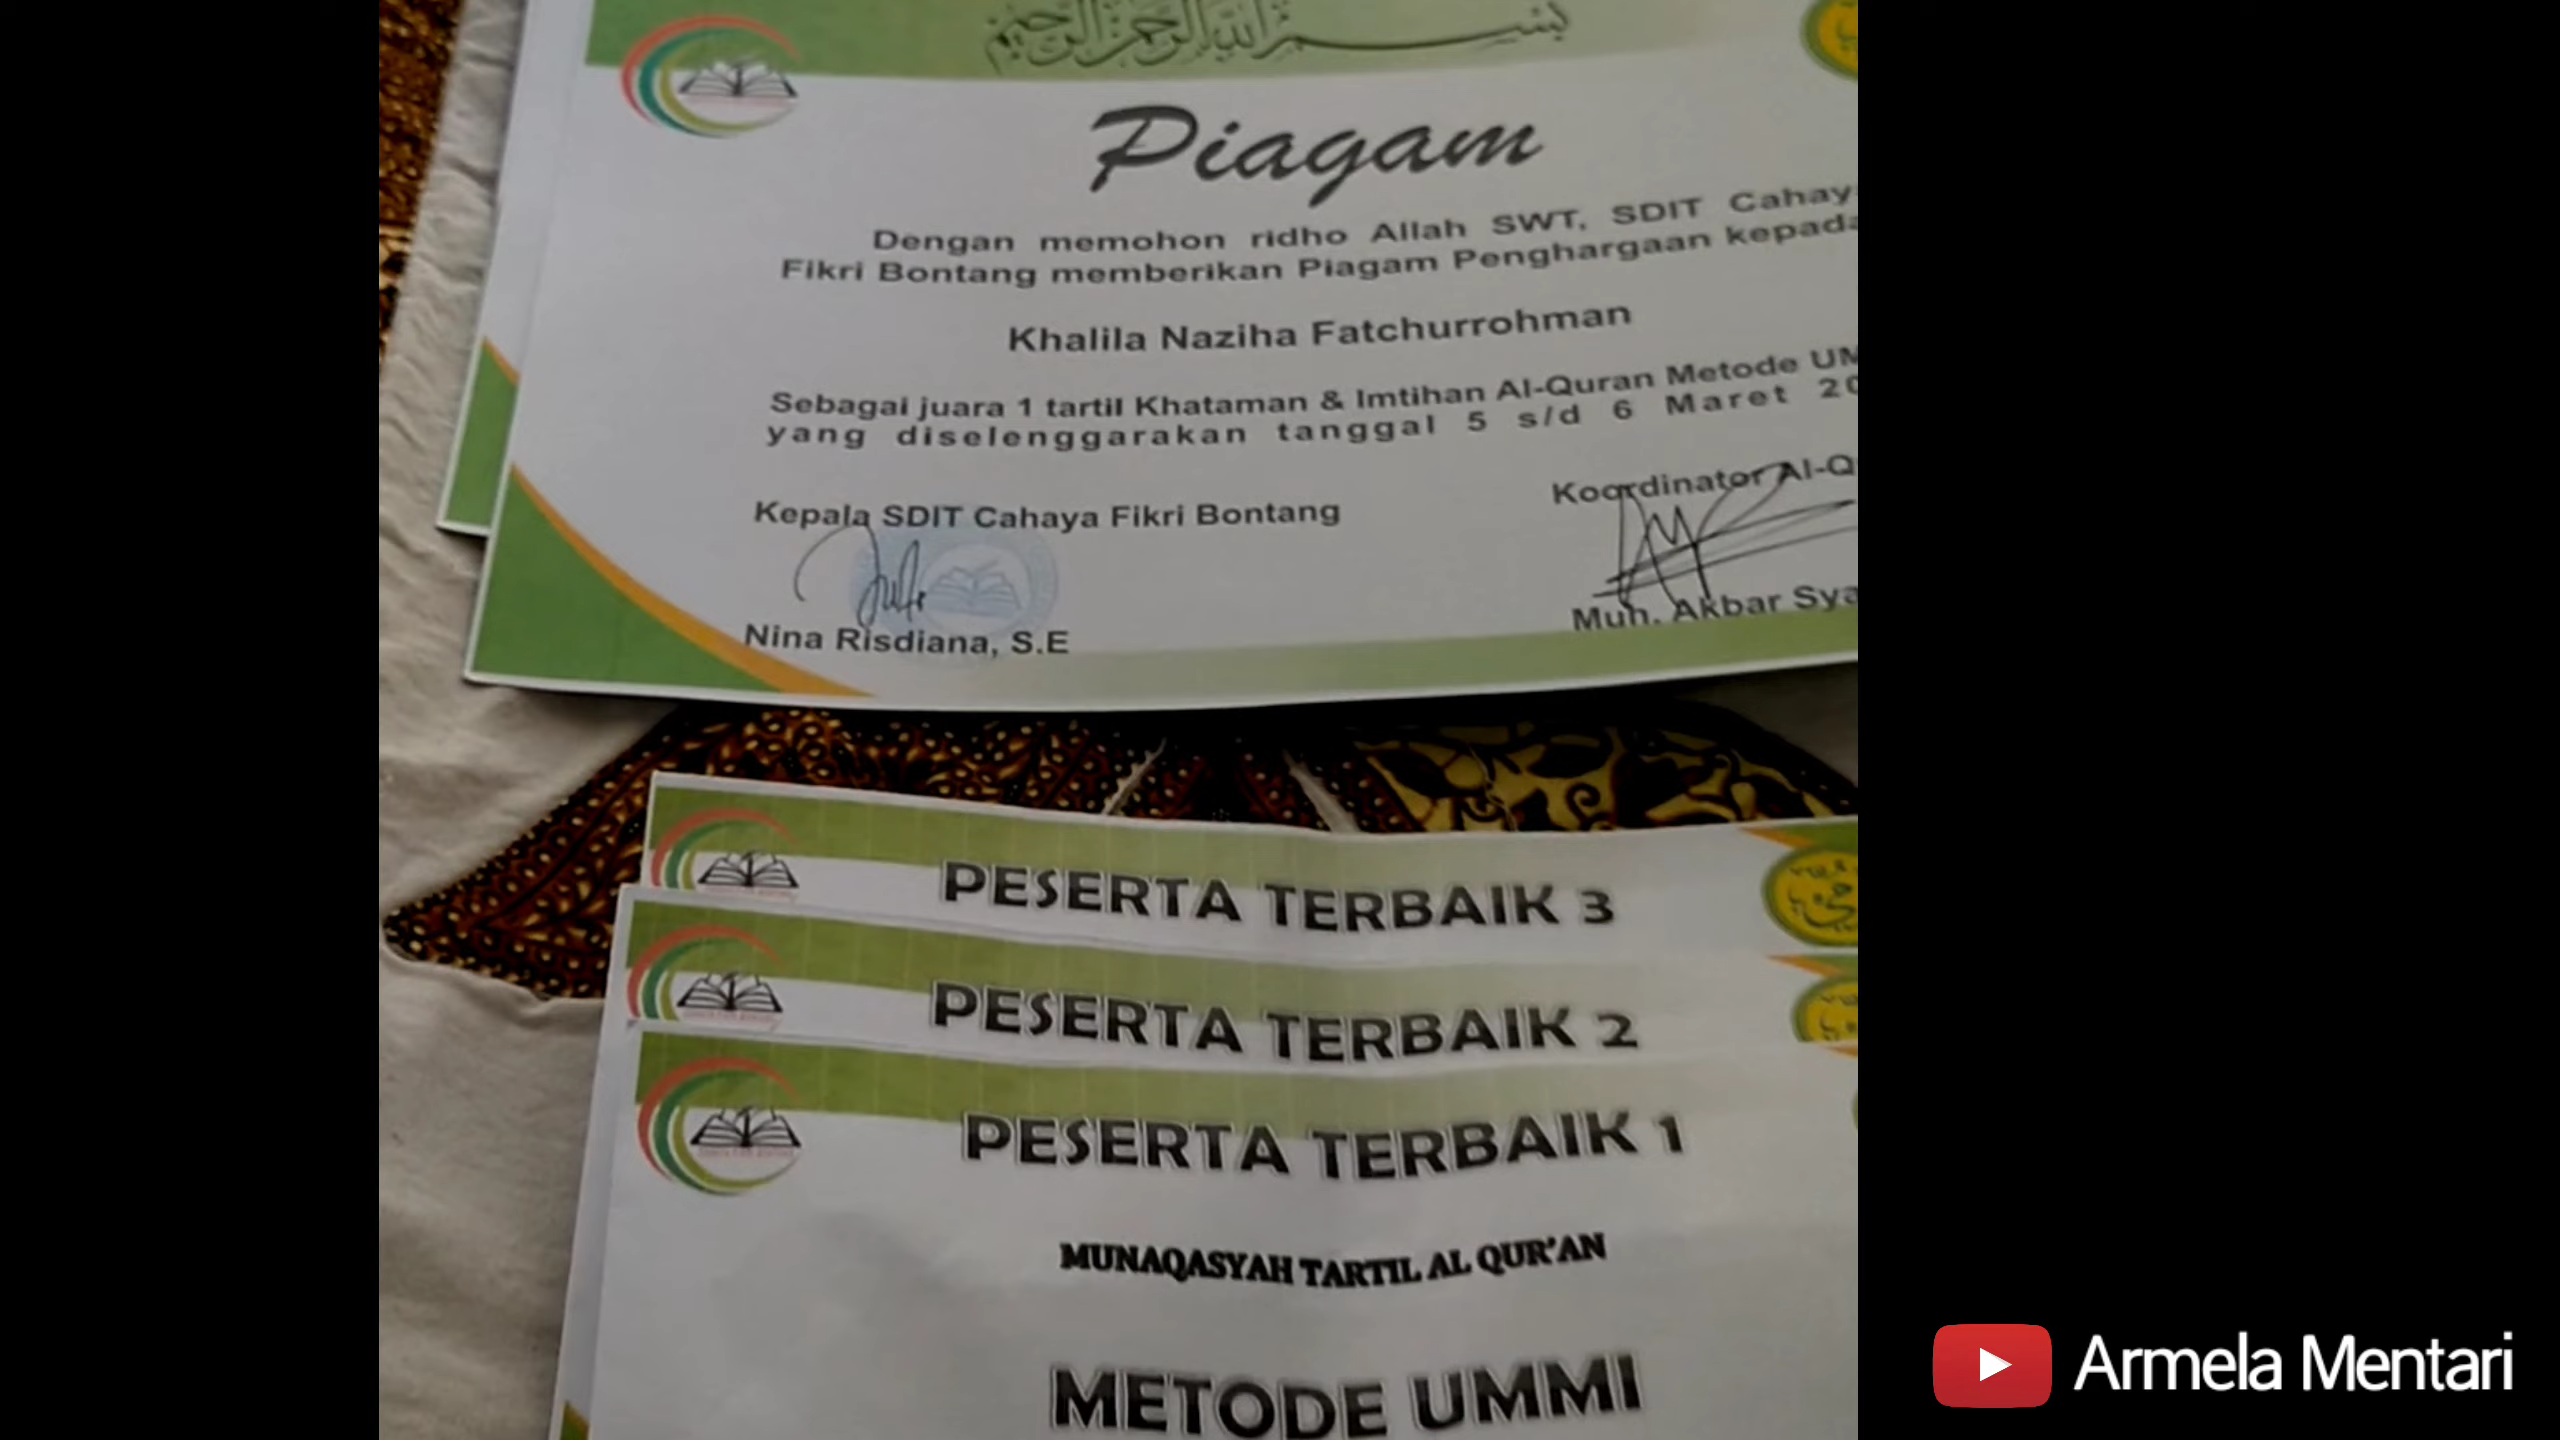 بسم الله الرحمن الرحيم
Piagam
Dengan memohon ridho Allah SWT, SDIT Cahay
Fikri Bontang memberikan Piagam Penghargaan kepada
Khalila Naziha Fatchurrohman
Sebagai juara 1 tartil Khataman & Imtihan Al-Quran Metode UM
yang diselenggarakan tanggal 5 s/d 6 Maret 20
Kepala SDIT Cahaya Fikri Bontang
Koordinator Al-Q
Nina Risdiana, S.E
Muh. Akbar Sya
PESERTA TERBAIK 3
PESERTA TERBAIK 2
PESERTA TERBAIK 1
MUNAQASYAH TARTIL AL QUR'AN
METODE UMMI
Armela Mentari